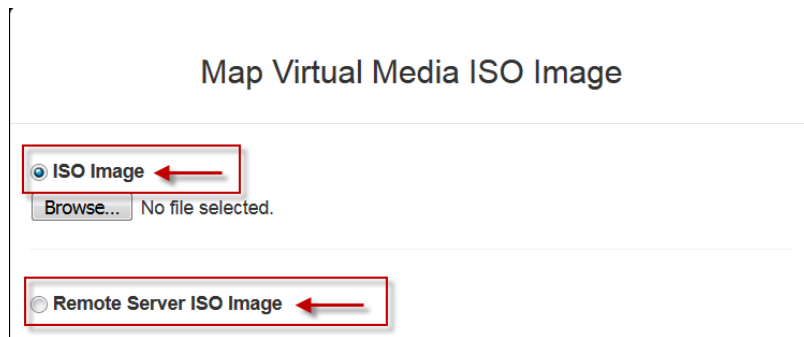 Map Virtual Media ISO Image
ISO Image
Browse... No file selected.
Remote Server ISO Image